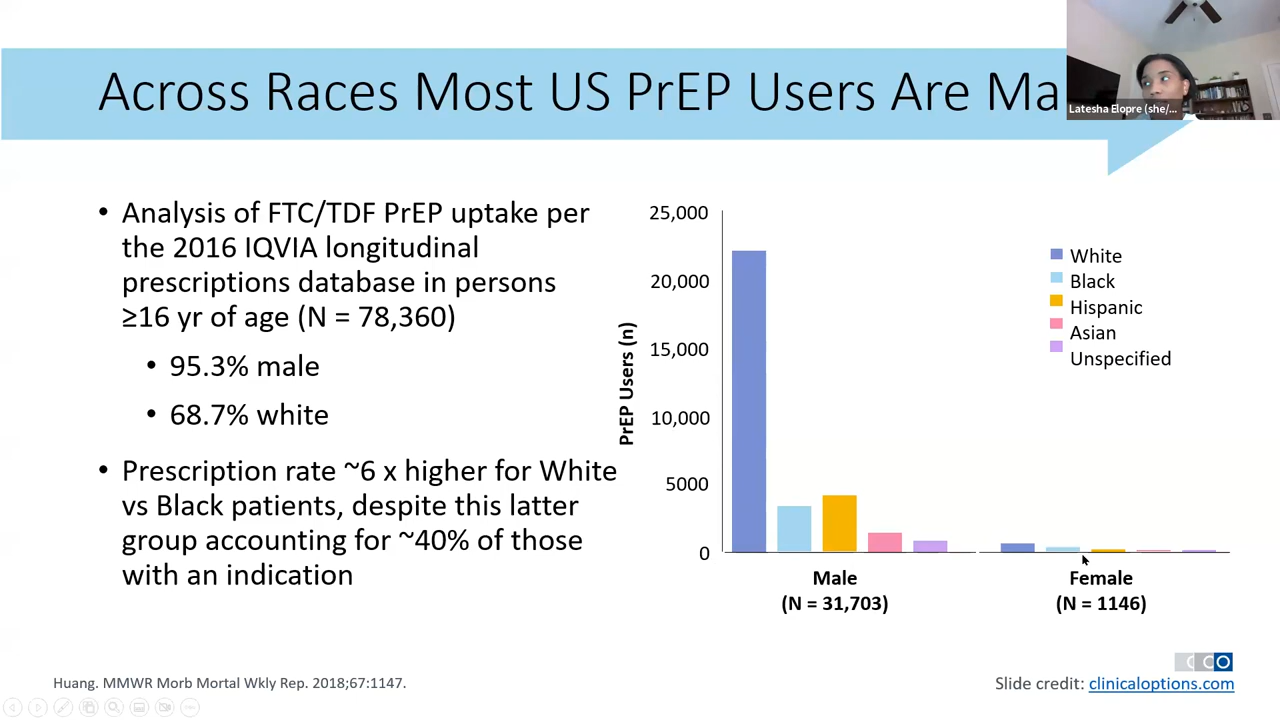 Across Races Most US PrEP Users Are Ma
Latesha Elopre (she/...
• Analysis of FTC/TDF PrEP uptake per
the 2016 IQVIA longitudinal
prescriptions database in persons
≥16 yr of age (N = 78,360)
• 95.3% male
• 68.7% white
• Prescription rate ~6 x higher for White
vs Black patients, despite this latter
group accounting for ~40% of those
with an indication
PrEP Users (n)
25,000
20,000
15,000
10,000
5000
0
White
Black
Hispanic
Asian
Unspecified
Male
(N = 31,703)
Female
(N = 1146)
Huang. MMWR Morb Mortal Wkly Rep. 2018;67:1147.
CCO
Slide credit: clinicaloptions.com